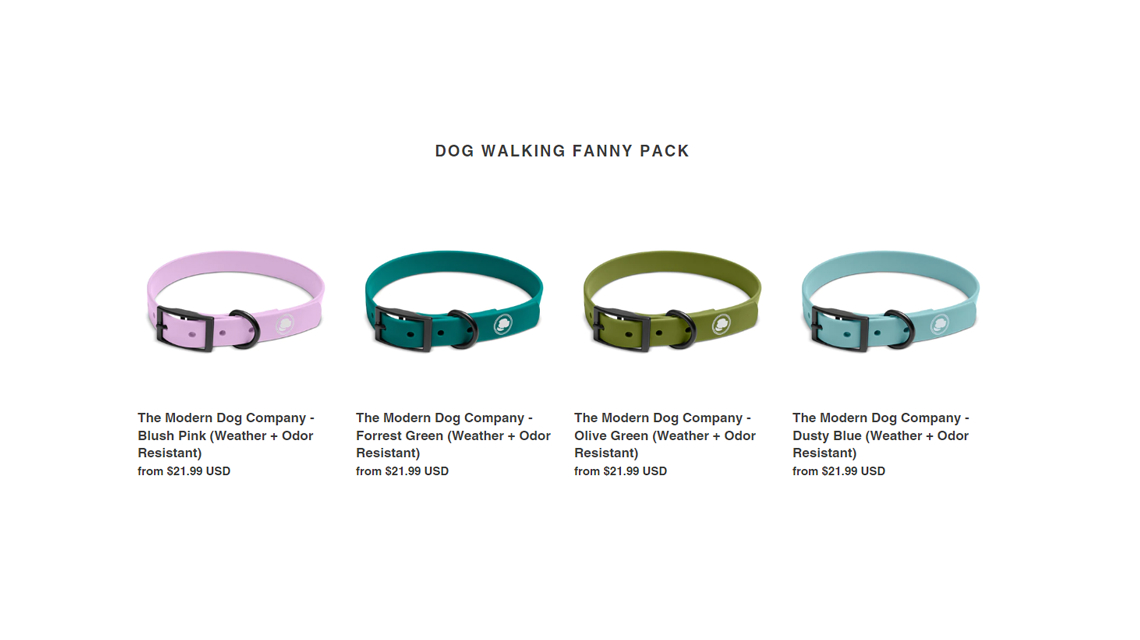 DOG WALKING FANNY PACK
The Modern Dog Company -
Blush Pink (Weather + Odor
Resistant)
from $21.99 USD
The Modern Dog Company -
Forrest Green (Weather + Odor
Resistant)
from $21.99 USD
The Modern Dog Company -
Olive Green (Weather + Odor
Resistant)
from $21.99 USD
The Modern Dog Company -
Dusty Blue (Weather + Odor
Resistant)
from $21.99 USD